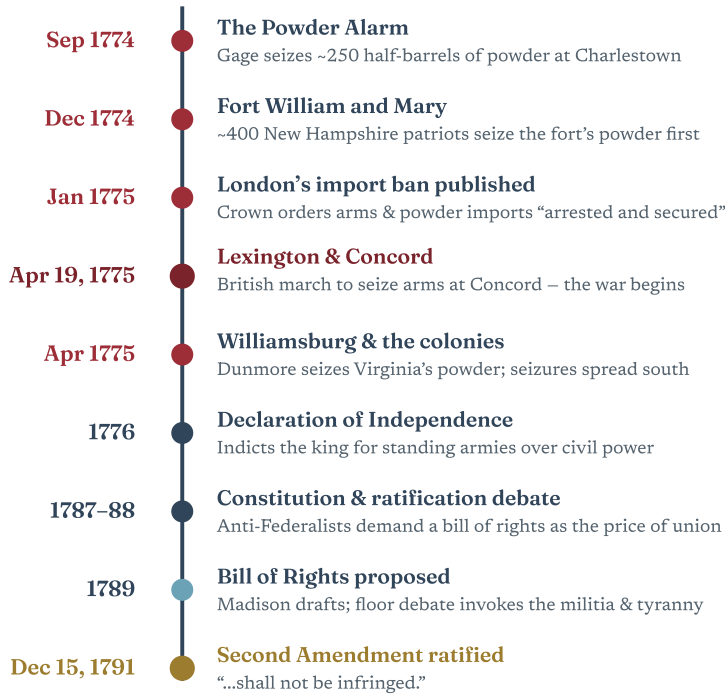 Sep 1774
The Powder Alarm
Gage seizes ~250 half-barrels of powder at Charlestown
Dec 1774
Fort William and Mary
~400 New Hampshire patriots seize the fort’s powder first
Jan 1775
London’s import ban published
Crown orders arms & powder imports “arrested and secured”
Apr 19, 1775
Lexington & Concord
British march to seize arms at Concord – the war begins
Apr 1775
Williamsburg & the colonies
Dunmore seizes Virginia’s powder; seizures spread south
1776
Declaration of Independence
Indicts the king for standing armies over civil power
1787–88
Constitution & ratification debate
Anti-Federalists demand a bill of rights as the price of union
1789
Bill of Rights proposed
Madison drafts; floor debate invokes the militia & tyranny
Dec 15, 1791
Second Amendment ratified
“...shall not be infringed.”